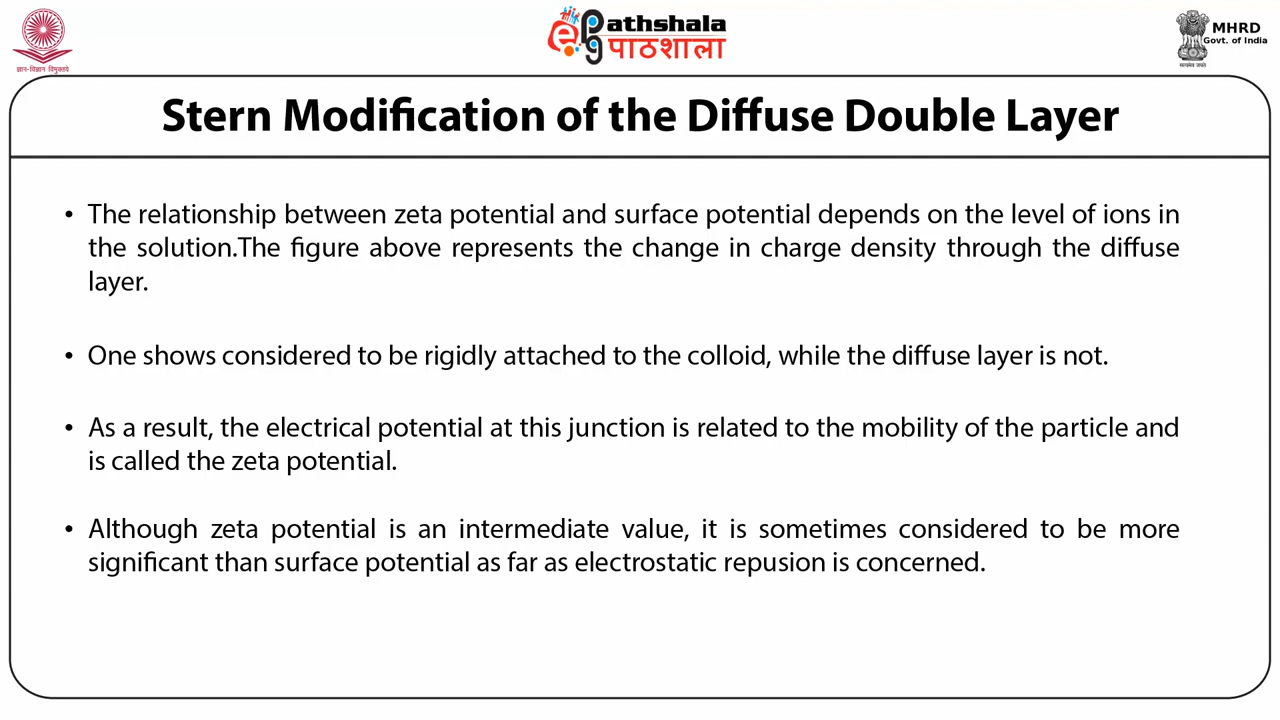 ज्ञान-विज्ञान विमुक्तये
ePG athshala
पाठशाला
MHRD
Govt. of India
सत्यमेव जयते
Stern Modification of the Diffuse Double Layer
• The relationship between zeta potential and surface potential depends on the level of ions in
the solution.The figure above represents the change in charge density through the diffuse
layer.
• One shows considered to be rigidly attached to the colloid, while the diffuse layer is not.
• As a result, the electrical potential at this junction is related to the mobility of the particle and
is called the zeta potential.
• Although zeta potential is an intermediate value, it is sometimes considered to be more
significant than surface potential as far as electrostatic repusion is concerned.